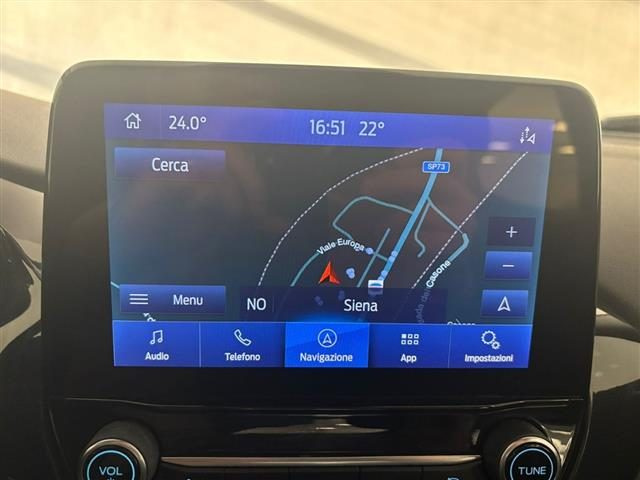 24.0° 16:51 22°
Cerca
SP73
Viale Europa
Casone
+
−
Menu NO Siena
Audio Telefono Navigazione App Impostazioni
VOL TUNE